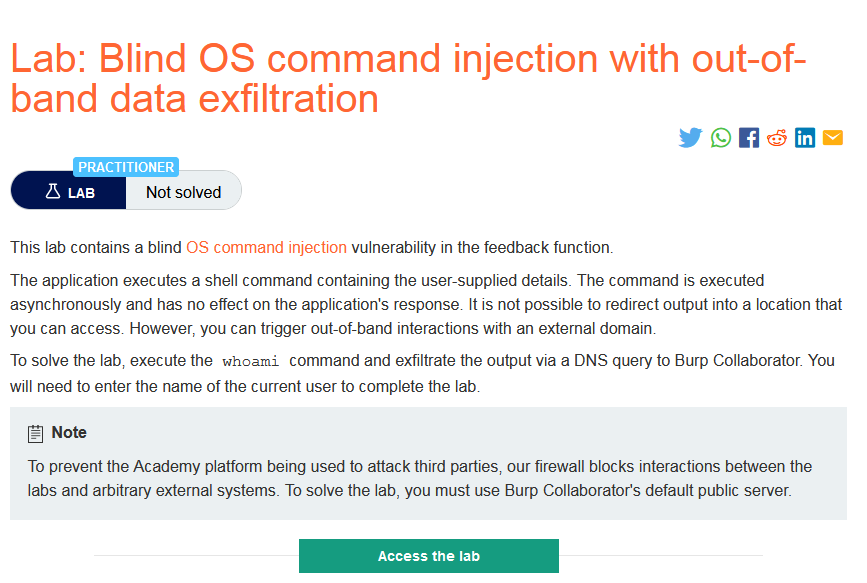 Lab: Blind OS command injection with out-of-
band data exfiltration
PRACTITIONER
LAB
Not solved
This lab contains a blind OS command injection vulnerability in the feedback function.
The application executes a shell command containing the user-supplied details. The command is executed
asynchronously and has no effect on the application's response. It is not possible to redirect output into a location that
you can access. However, you can trigger out-of-band interactions with an external domain.
To solve the lab, execute the whoami command and exfiltrate the output via a DNS query to Burp Collaborator. You
will need to enter the name of the current user to complete the lab.
Note
To prevent the Academy platform being used to attack third parties, our firewall blocks interactions between the
labs and arbitrary external systems. To solve the lab, you must use Burp Collaborator's default public server.
Access the lab